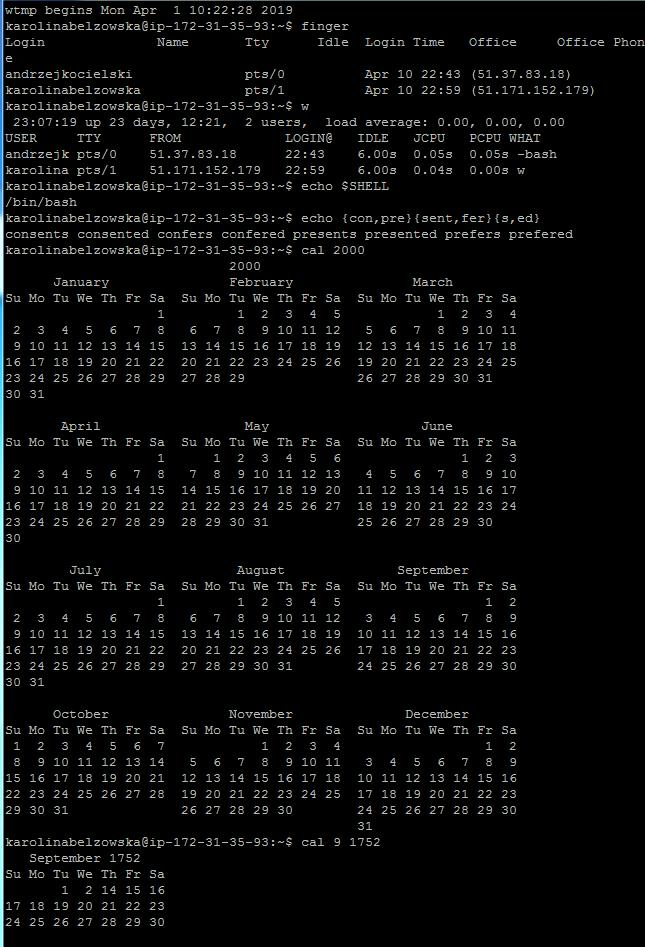 wtmp begins Mon Apr  1 10:22:28 2019
karolinabelzowska@ip-172-31-35-93:~$ finger
Login              Name       Tty      Idle  Login Time   Office     Office Phon
e
andrzejkocielski              pts/0          Apr 10 22:43 (51.37.83.18)
karolinabelzowska             pts/1          Apr 10 22:59 (51.171.152.179)
karolinabelzowska@ip-172-31-35-93:~$ w
 23:07:19 up 23 days, 12:21,  2 users,  load average: 0.00, 0.00, 0.00
USER     TTY      FROM             LOGIN@   IDLE   JCPU   PCPU WHAT
andrzejk pts/0    51.37.83.18      22:43    6.00s  0.05s  0.05s -bash
karolina pts/1    51.171.152.179   22:59    6.00s  0.04s  0.00s w
karolinabelzowska@ip-172-31-35-93:~$ echo $SHELL
/bin/bash
karolinabelzowska@ip-172-31-35-93:~$ echo {con,pre}{sent,fer}{s,ed}
consents consented confers confered presents presented prefers prefered
karolinabelzowska@ip-172-31-35-93:~$ cal 2000
                            2000
      January               February               March
Su Mo Tu We Th Fr Sa  Su Mo Tu We Th Fr Sa  Su Mo Tu We Th Fr Sa
                   1         1  2  3  4  5            1  2  3  4
 2  3  4  5  6  7  8   6  7  8  9 10 11 12   5  6  7  8  9 10 11
 9 10 11 12 13 14 15  13 14 15 16 17 18 19  12 13 14 15 16 17 18
16 17 18 19 20 21 22  20 21 22 23 24 25 26  19 20 21 22 23 24 25
23 24 25 26 27 28 29  27 28 29              26 27 28 29 30 31
30 31
       April                  May                   June
Su Mo Tu We Th Fr Sa  Su Mo Tu We Th Fr Sa  Su Mo Tu We Th Fr Sa
                   1      1  2  3  4  5  6               1  2  3
 2  3  4  5  6  7  8   7  8  9 10 11 12 13   4  5  6  7  8  9 10
 9 10 11 12 13 14 15  14 15 16 17 18 19 20  11 12 13 14 15 16 17
16 17 18 19 20 21 22  21 22 23 24 25 26 27  18 19 20 21 22 23 24
23 24 25 26 27 28 29  28 29 30 31           25 26 27 28 29 30
30
        July                 August              September
Su Mo Tu We Th Fr Sa  Su Mo Tu We Th Fr Sa  Su Mo Tu We Th Fr Sa
                   1         1  2  3  4  5                  1  2
 2  3  4  5  6  7  8   6  7  8  9 10 11 12   3  4  5  6  7  8  9
 9 10 11 12 13 14 15  13 14 15 16 17 18 19  10 11 12 13 14 15 16
16 17 18 19 20 21 22  20 21 22 23 24 25 26  17 18 19 20 21 22 23
23 24 25 26 27 28 29  27 28 29 30 31        24 25 26 27 28 29 30
30 31
      October               November              December
Su Mo Tu We Th Fr Sa  Su Mo Tu We Th Fr Sa  Su Mo Tu We Th Fr Sa
 1  2  3  4  5  6  7            1  2  3  4                  1  2
 8  9 10 11 12 13 14   5  6  7  8  9 10 11   3  4  5  6  7  8  9
15 16 17 18 19 20 21  12 13 14 15 16 17 18  10 11 12 13 14 15 16
22 23 24 25 26 27 28  19 20 21 22 23 24 25  17 18 19 20 21 22 23
29 30 31              26 27 28 29 30        24 25 26 27 28 29 30
                                            31
karolinabelzowska@ip-172-31-35-93:~$ cal 9 1752
   September 1752
Su Mo Tu We Th Fr Sa
       1  2 14 15 16
17 18 19 20 21 22 23
24 25 26 27 28 29 30